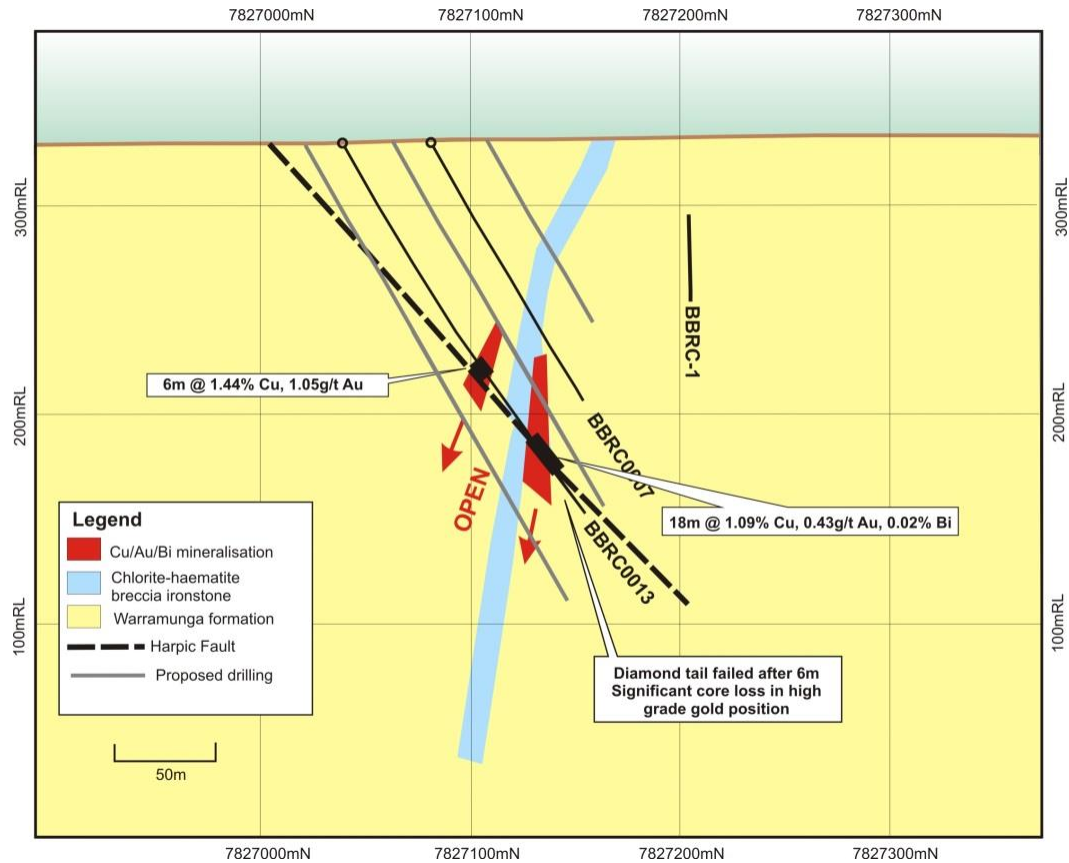 7827000mN 7827100mN 7827200mN 7827300mN
300mRL
300mRL
BBRC-1
6m @ 1.44% Cu, 1.05g/t Au
200mRL
200mRL
BBRC0007
OPEN
18m @ 1.09% Cu, 0.43g/t Au, 0.02% Bi
BBRC0013
Legend
Cu/Au/Bi mineralisation
Chlorite-haematite
breccia ironstone
Warramunga formation
Harpic Fault
Proposed drilling
100mRL
100mRL
Diamond tail failed after 6m
Significant core loss in high
grade gold position
50m
7827000mN 7827100mN 7827200mN 7827300mN